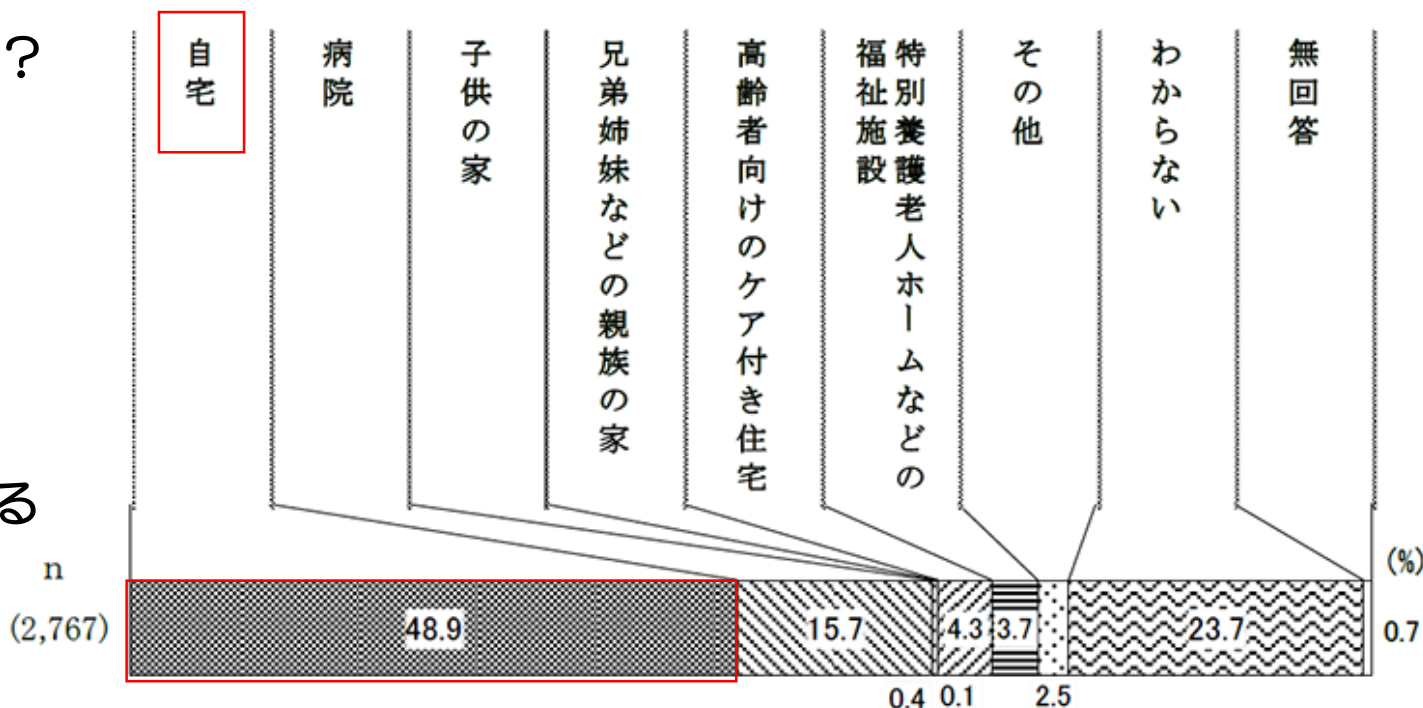 ？
自宅
病院
子供の家
兄弟姉妹などの親族の家
高齢者向けのケア付き住宅
特別養護老人ホームなどの
福祉施設
その他
わからない
無回答
る
n
(%)
(2,767)
48.9
15.7
4.3
3.7
23.7
0.7
0.4
0.1
2.5